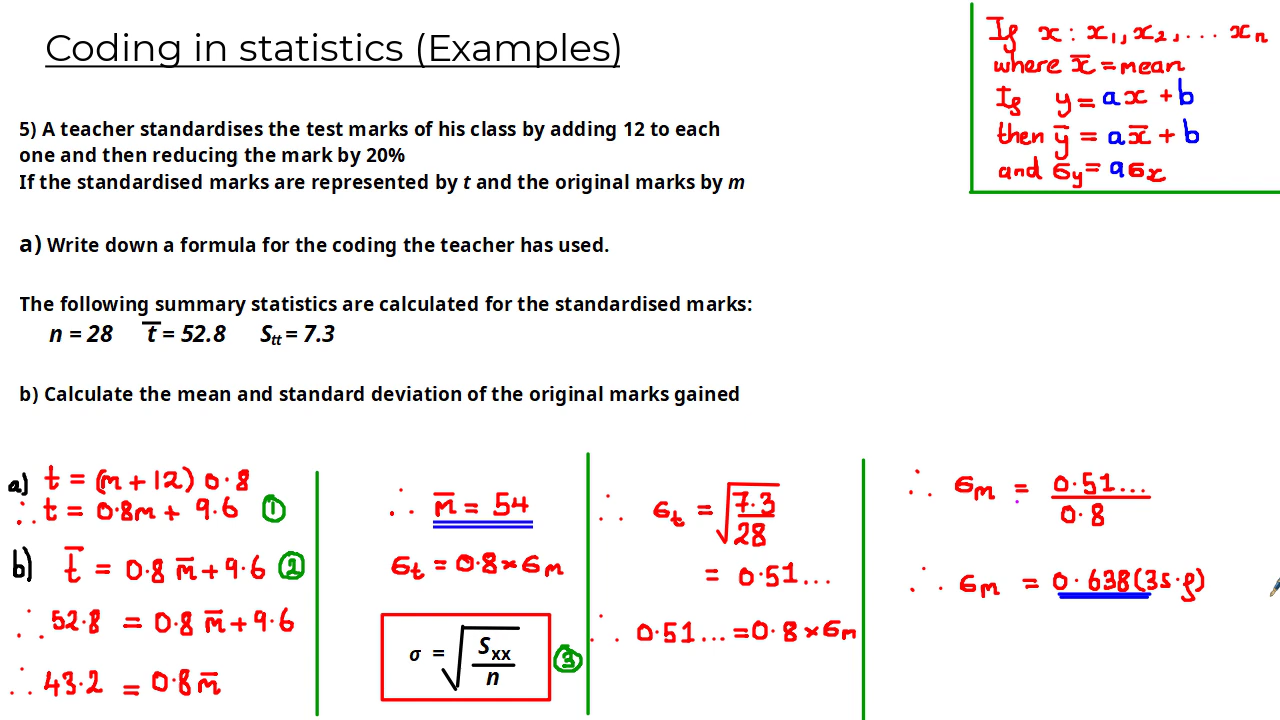 Coding in statistics (Examples)
If x : x₁, x₂, ... xₙ
where x̄ = mean
If y = ax + b
then ȳ = ax̄ + b
and σy = aσx
5) A teacher standardises the test marks of his class by adding 12 to each
one and then reducing the mark by 20%
If the standardised marks are represented by t and the original marks by m
a) Write down a formula for the coding the teacher has used.
The following summary statistics are calculated for the standardised marks:
n = 28 t̄ = 52.8 Stt = 7.3
b) Calculate the mean and standard deviation of the original marks gained
a) t = (m + 12) 0.8
∴ t = 0.8m + 9.6 ①
b) t̄ = 0.8 m̄ + 9.6 ②
∴ 52.8 = 0.8 m̄ + 9.6
∴ 43.2 = 0.8 m̄
∴ m̄ = 54
σt = 0.8 × σm
σ = √(Sxx / n) ③
∴ σt = √(7.3 / 28)
= 0.51...
∴ 0.51... = 0.8 × σm
∴ σm = 0.51... / 0.8
∴ σm = 0.638 (3s.f)